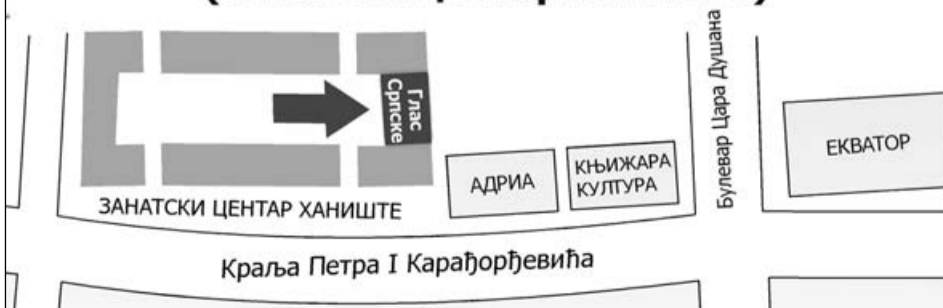 Глас
Српске
АДРИА
КЊИЖАРА
КУЛТУРА
Булевар Цара Душана
ЕКВАТОР
ЗАНАТСКИ ЦЕНТАР ХАНИШТЕ
Краља Петра I Карађорђевића